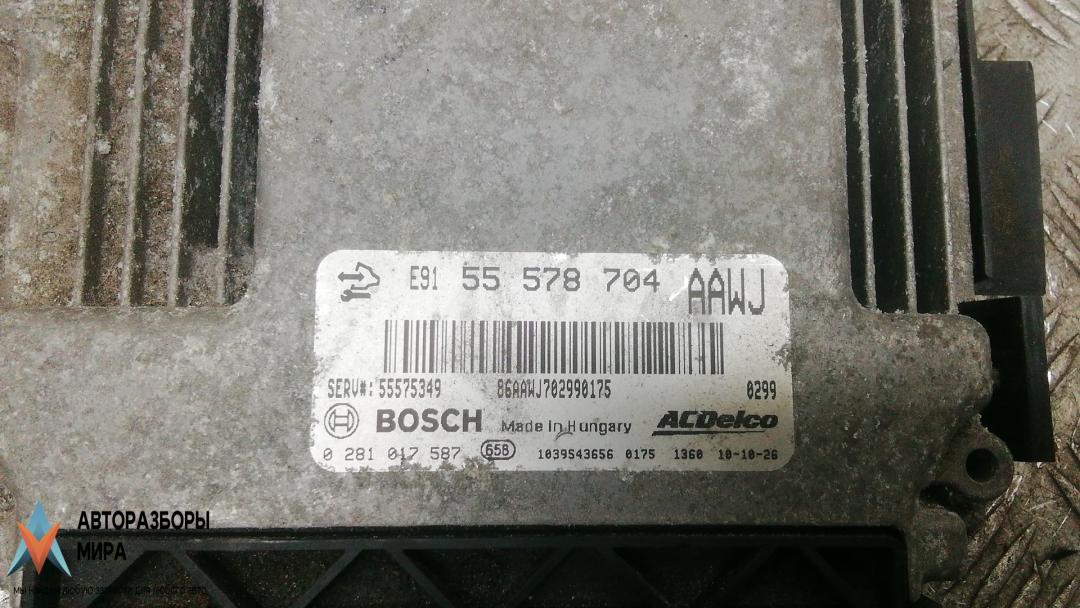 E91 55 578 704 AAWJ
SERV#: 55575349 86AAWJ702990175 0299
BOSCH Made in Hungary ACDelco
0 281 017 587 658 1039S43656 0175 1360 10-10-26
АВТОРАЗБОРЫ
МИРА